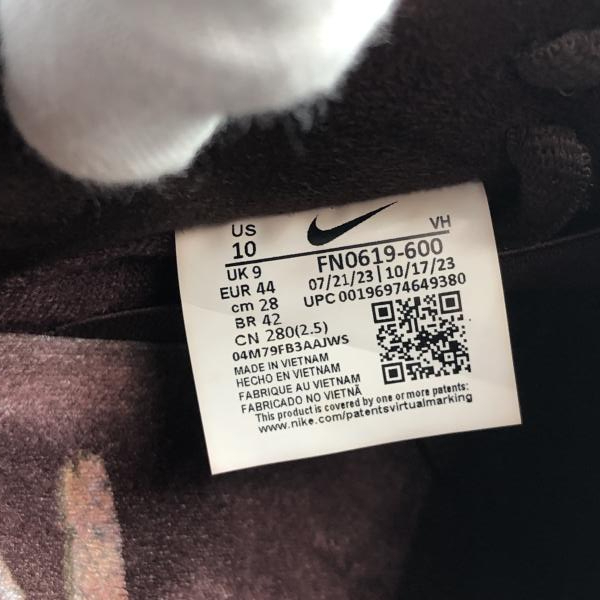 US
10
VH
UK 9
FN0619-600
EUR 44
07/21/23 | 10/17/23
cm 28
UPC 00196974649380
BR 42
CN 280(2.5)
04M79FB3AAJWS
MADE IN VIETNAM
HECHO EN VIETNAM
FABRIQUE AU VIETNAM
FABRICADO NO VIETNÃ
This product is covered by one or more patents:
www.nike.com/patentsvirtualmarking